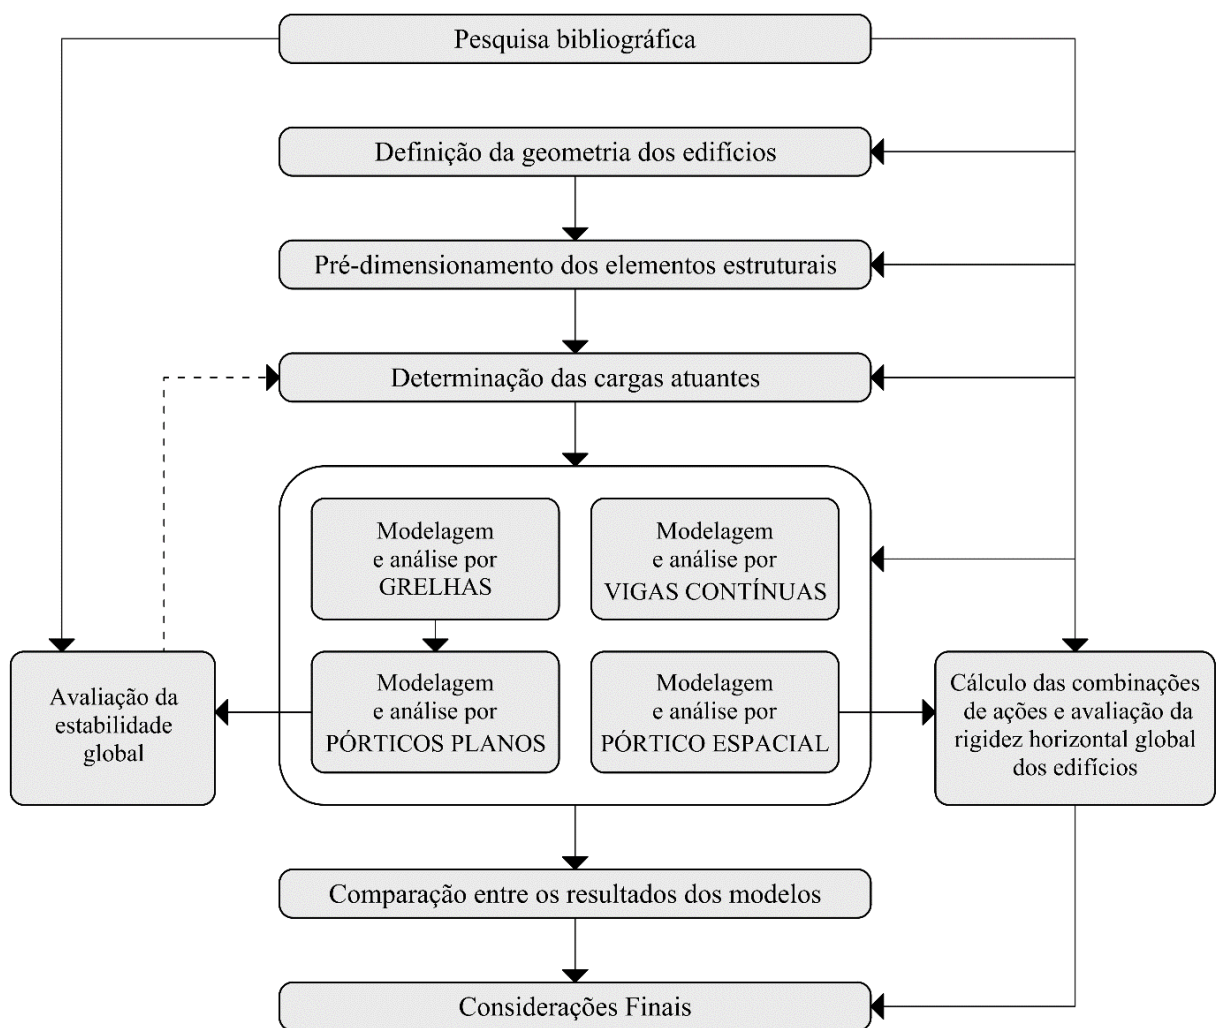 Pesquisa bibliográfica
Definição da geometria dos edifícios
Pré-dimensionamento dos elementos estruturais
Determinação das cargas atuantes
Modelagem
e análise por
GRELHAS
Modelagem
e análise por
VIGAS CONTÍNUAS
Avaliação da
estabilidade
global
Modelagem
e análise por
PÓRTICOS PLANOS
Modelagem
e análise por
PÓRTICO ESPACIAL
Cálculo das combinações
de ações e avaliação da
rigidez horizontal global
dos edifícios
Comparação entre os resultados dos modelos
Considerações Finais